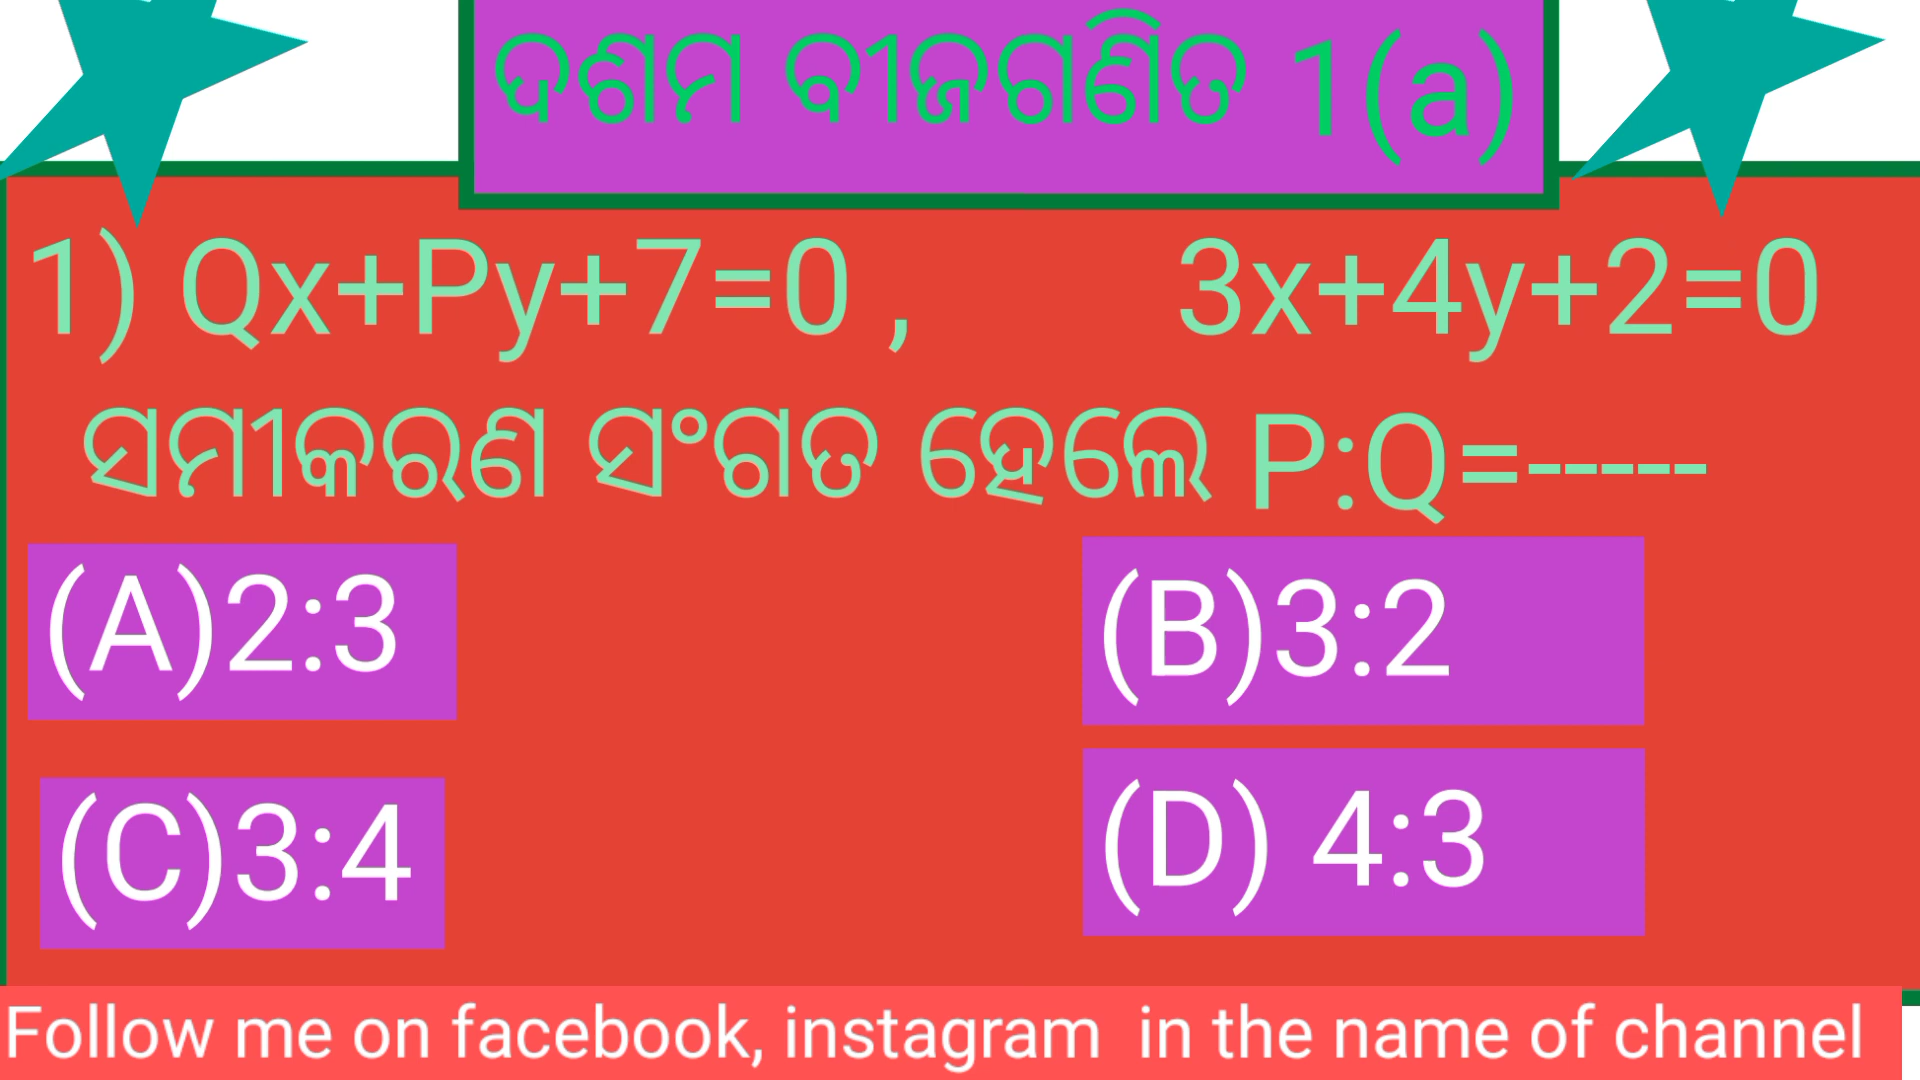 ଦଶମ ବୀଜଗଣିତ 1(a)
1) Qx+Py+7=0 , 3x+4y+2=0
ସମୀକରଣ ସଂଗତ ହେଲେ P:Q=-----
(A)2:3 (B)3:2
(C)3:4 (D) 4:3
Follow me on facebook, instagram in the name of channel